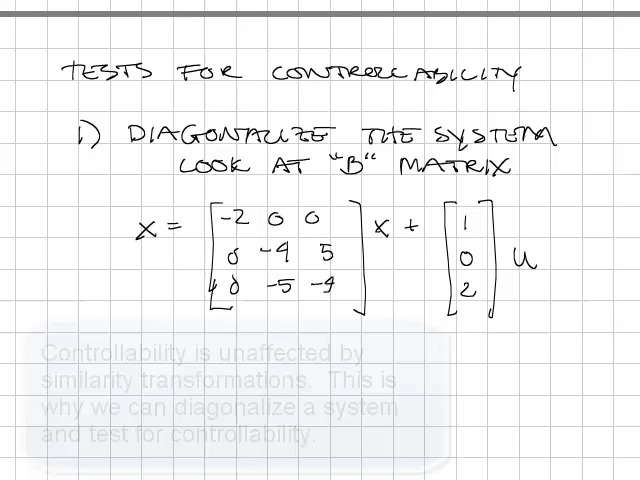 TESTS FOR CONTROLLABILITY
1) DIAGONALIZE THE SYSTEM
LOOK AT "B" MATRIX
x = [ -2 0 0 ] x + [ 1 ] u
0 -4 5 0
0 -5 -4 2
Controllability is unaffected by
similarity transformations. This is
why we can diagonalize a system
and test for controllability.